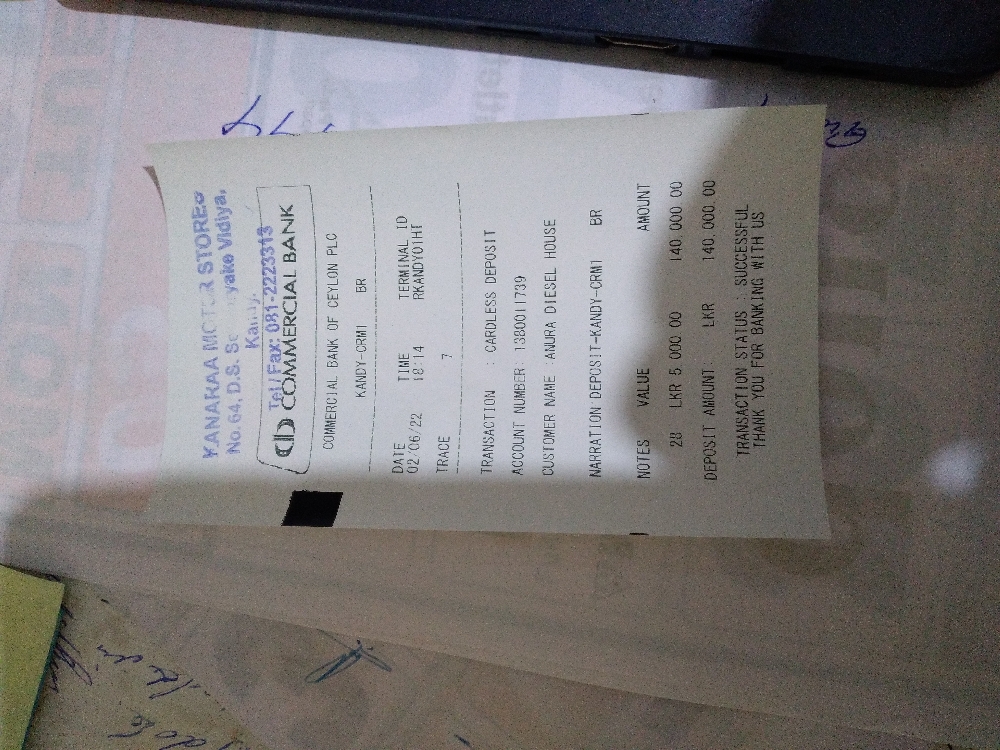 KANARAA MOTOR STORES
No. 64, D.S. Se yake Vidiya,
Kandy.
Tel/Fax: 081-2223313
COMMERCIAL BANK
COMMERCIAL BANK OF CEYLON PLC
KANDY-CRM1 BR
DATE TIME TERMINAL ID
02/06/22 18:14 RKANDY01HT
TRACE 7
TRANSACTION : CARDLESS DEPOSIT
ACCOUNT NUMBER : 1380011739
CUSTOMER NAME : ANURA DIESEL HOUSE
NARRATION DEPOSIT-KANDY-CRM1 BR
NOTES VALUE AMOUNT
28 LKR 5,000.00 140,000.00
DEPOSIT AMOUNT: LKR 140,000.00
TRANSACTION STATUS : SUCCESSFUL
THANK YOU FOR BANKING WITH US